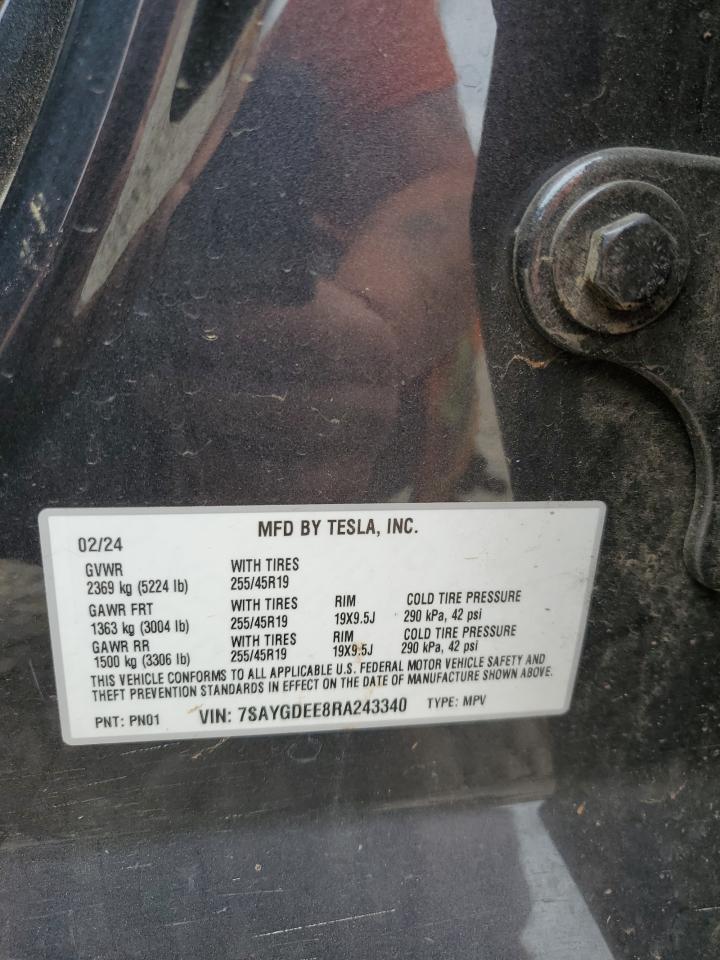 MFD BY TESLA, INC.
02/24
GVWR WITH TIRES
2369 kg (5224 lb) 255/45R19
GAWR FRT WITH TIRES RIM COLD TIRE PRESSURE
1363 kg (3004 lb) 255/45R19 19X9.5J 290 kPa, 42 psi
GAWR RR WITH TIRES RIM COLD TIRE PRESSURE
1500 kg (3306 lb) 255/45R19 19X9.5J 290 kPa, 42 psi
THIS VEHICLE CONFORMS TO ALL APPLICABLE U.S. FEDERAL MOTOR VEHICLE SAFETY AND
THEFT PREVENTION STANDARDS IN EFFECT ON THE DATE OF MANUFACTURE SHOWN ABOVE.
PNT: PN01 VIN: 7SAYGDEE8RA243340 TYPE: MPV